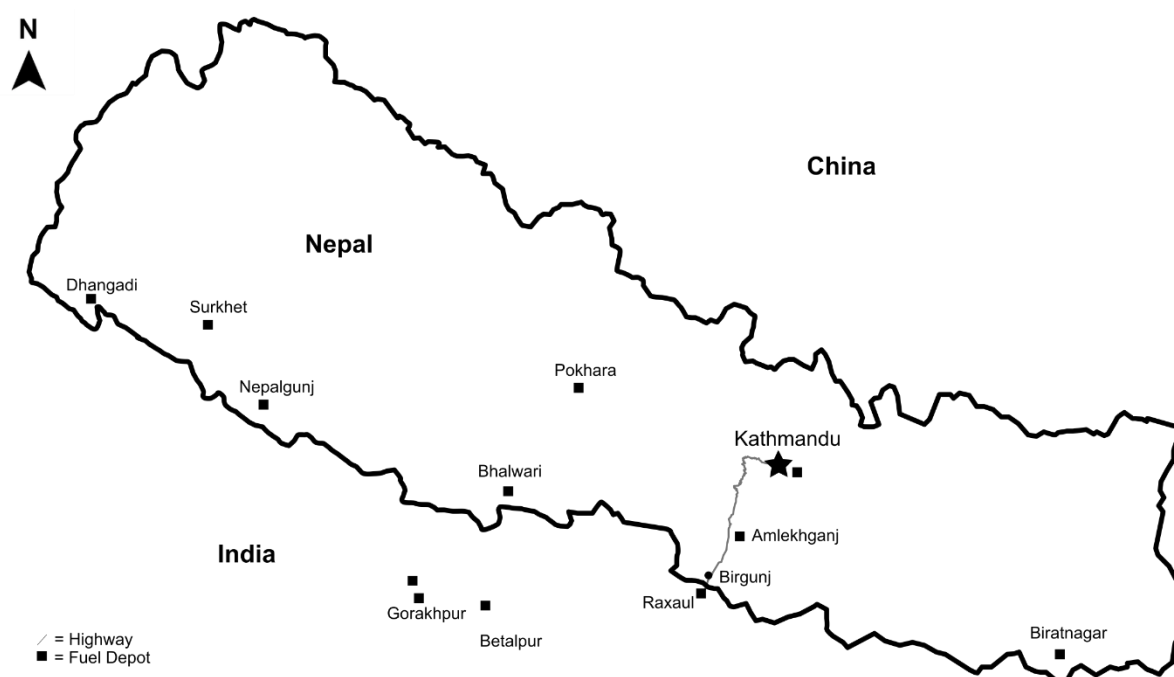 N
China
Nepal
Dhangadi
Surkhet
Pokhara
Nepalgunj
Kathmandu
Bhalwari
Amlekhganj
India
Birgunj
Raxaul
Gorakhpur
Betalpur
Biratnagar
/ = Highway
■ = Fuel Depot